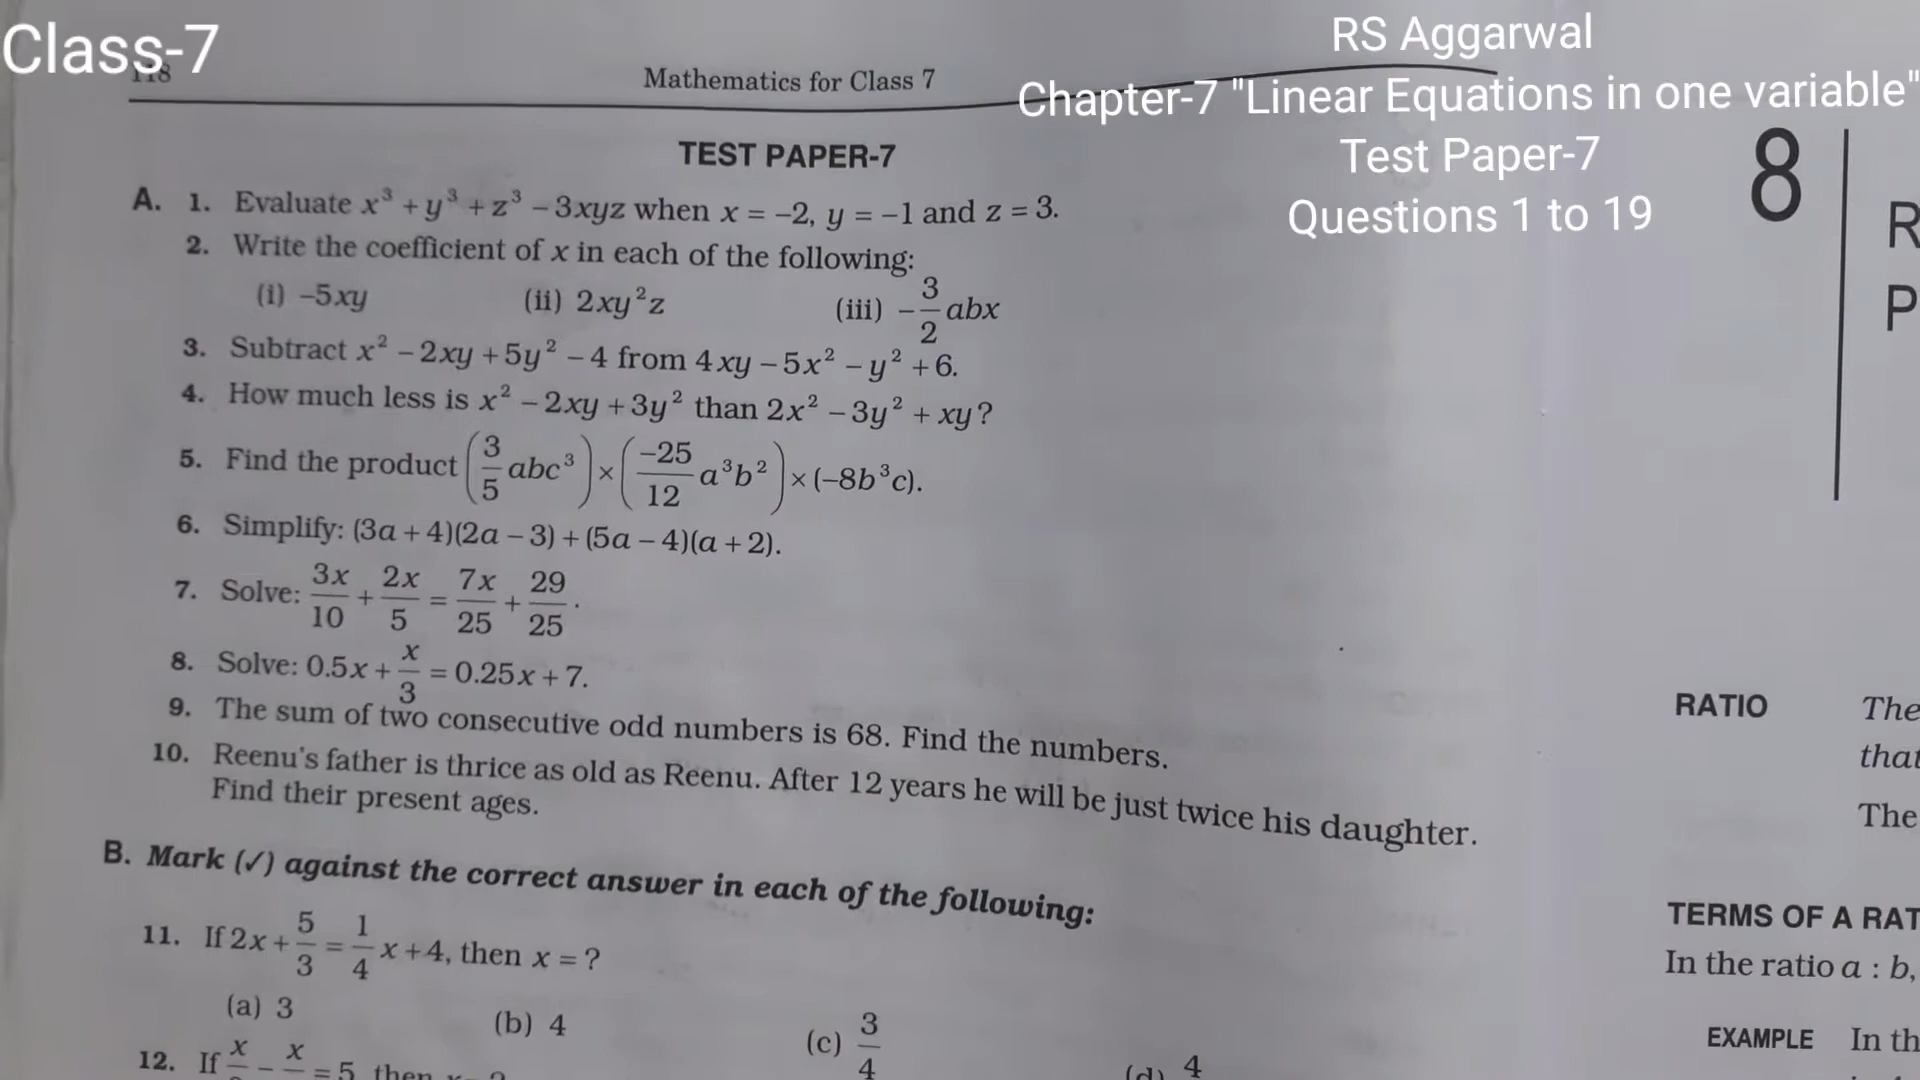 Class-7
118
Mathematics for Class 7
RS Aggarwal
Chapter-7 "Linear Equations in one variable"
Test Paper-7
Questions 1 to 19
TEST PAPER-7
A. 1. Evaluate x³ + y³ + z³ − 3xyz when x = −2, y = −1 and z = 3.
2. Write the coefficient of x in each of the following:
(i) −5xy (ii) 2xy²z (iii) −3/2 abx
3. Subtract x² − 2xy + 5y² − 4 from 4xy − 5x² − y² + 6.
4. How much less is x² − 2xy + 3y² than 2x² − 3y² + xy?
5. Find the product (3/5 abc³) × (−25/12 a³b²) × (−8b³c).
6. Simplify: (3a + 4)(2a − 3) + (5a − 4)(a + 2).
7. Solve: 3x/10 + 2x/5 = 7x/25 + 29/25.
8. Solve: 0.5x + x/3 = 0.25x + 7.
9. The sum of two consecutive odd numbers is 68. Find the numbers.
10. Reenu's father is thrice as old as Reenu. After 12 years he will be just twice his daughter.
Find their present ages.
B. Mark (✓) against the correct answer in each of the following:
11. If 2x + 5/3 = 1/4 x + 4, then x = ?
(a) 3 (b) 4 (c) 3/4 (d) 4
12. If x − x = 5, then x ?
8
R
P
RATIO The
that
The
TERMS OF A RAT
In the ratio a : b,
EXAMPLE In th